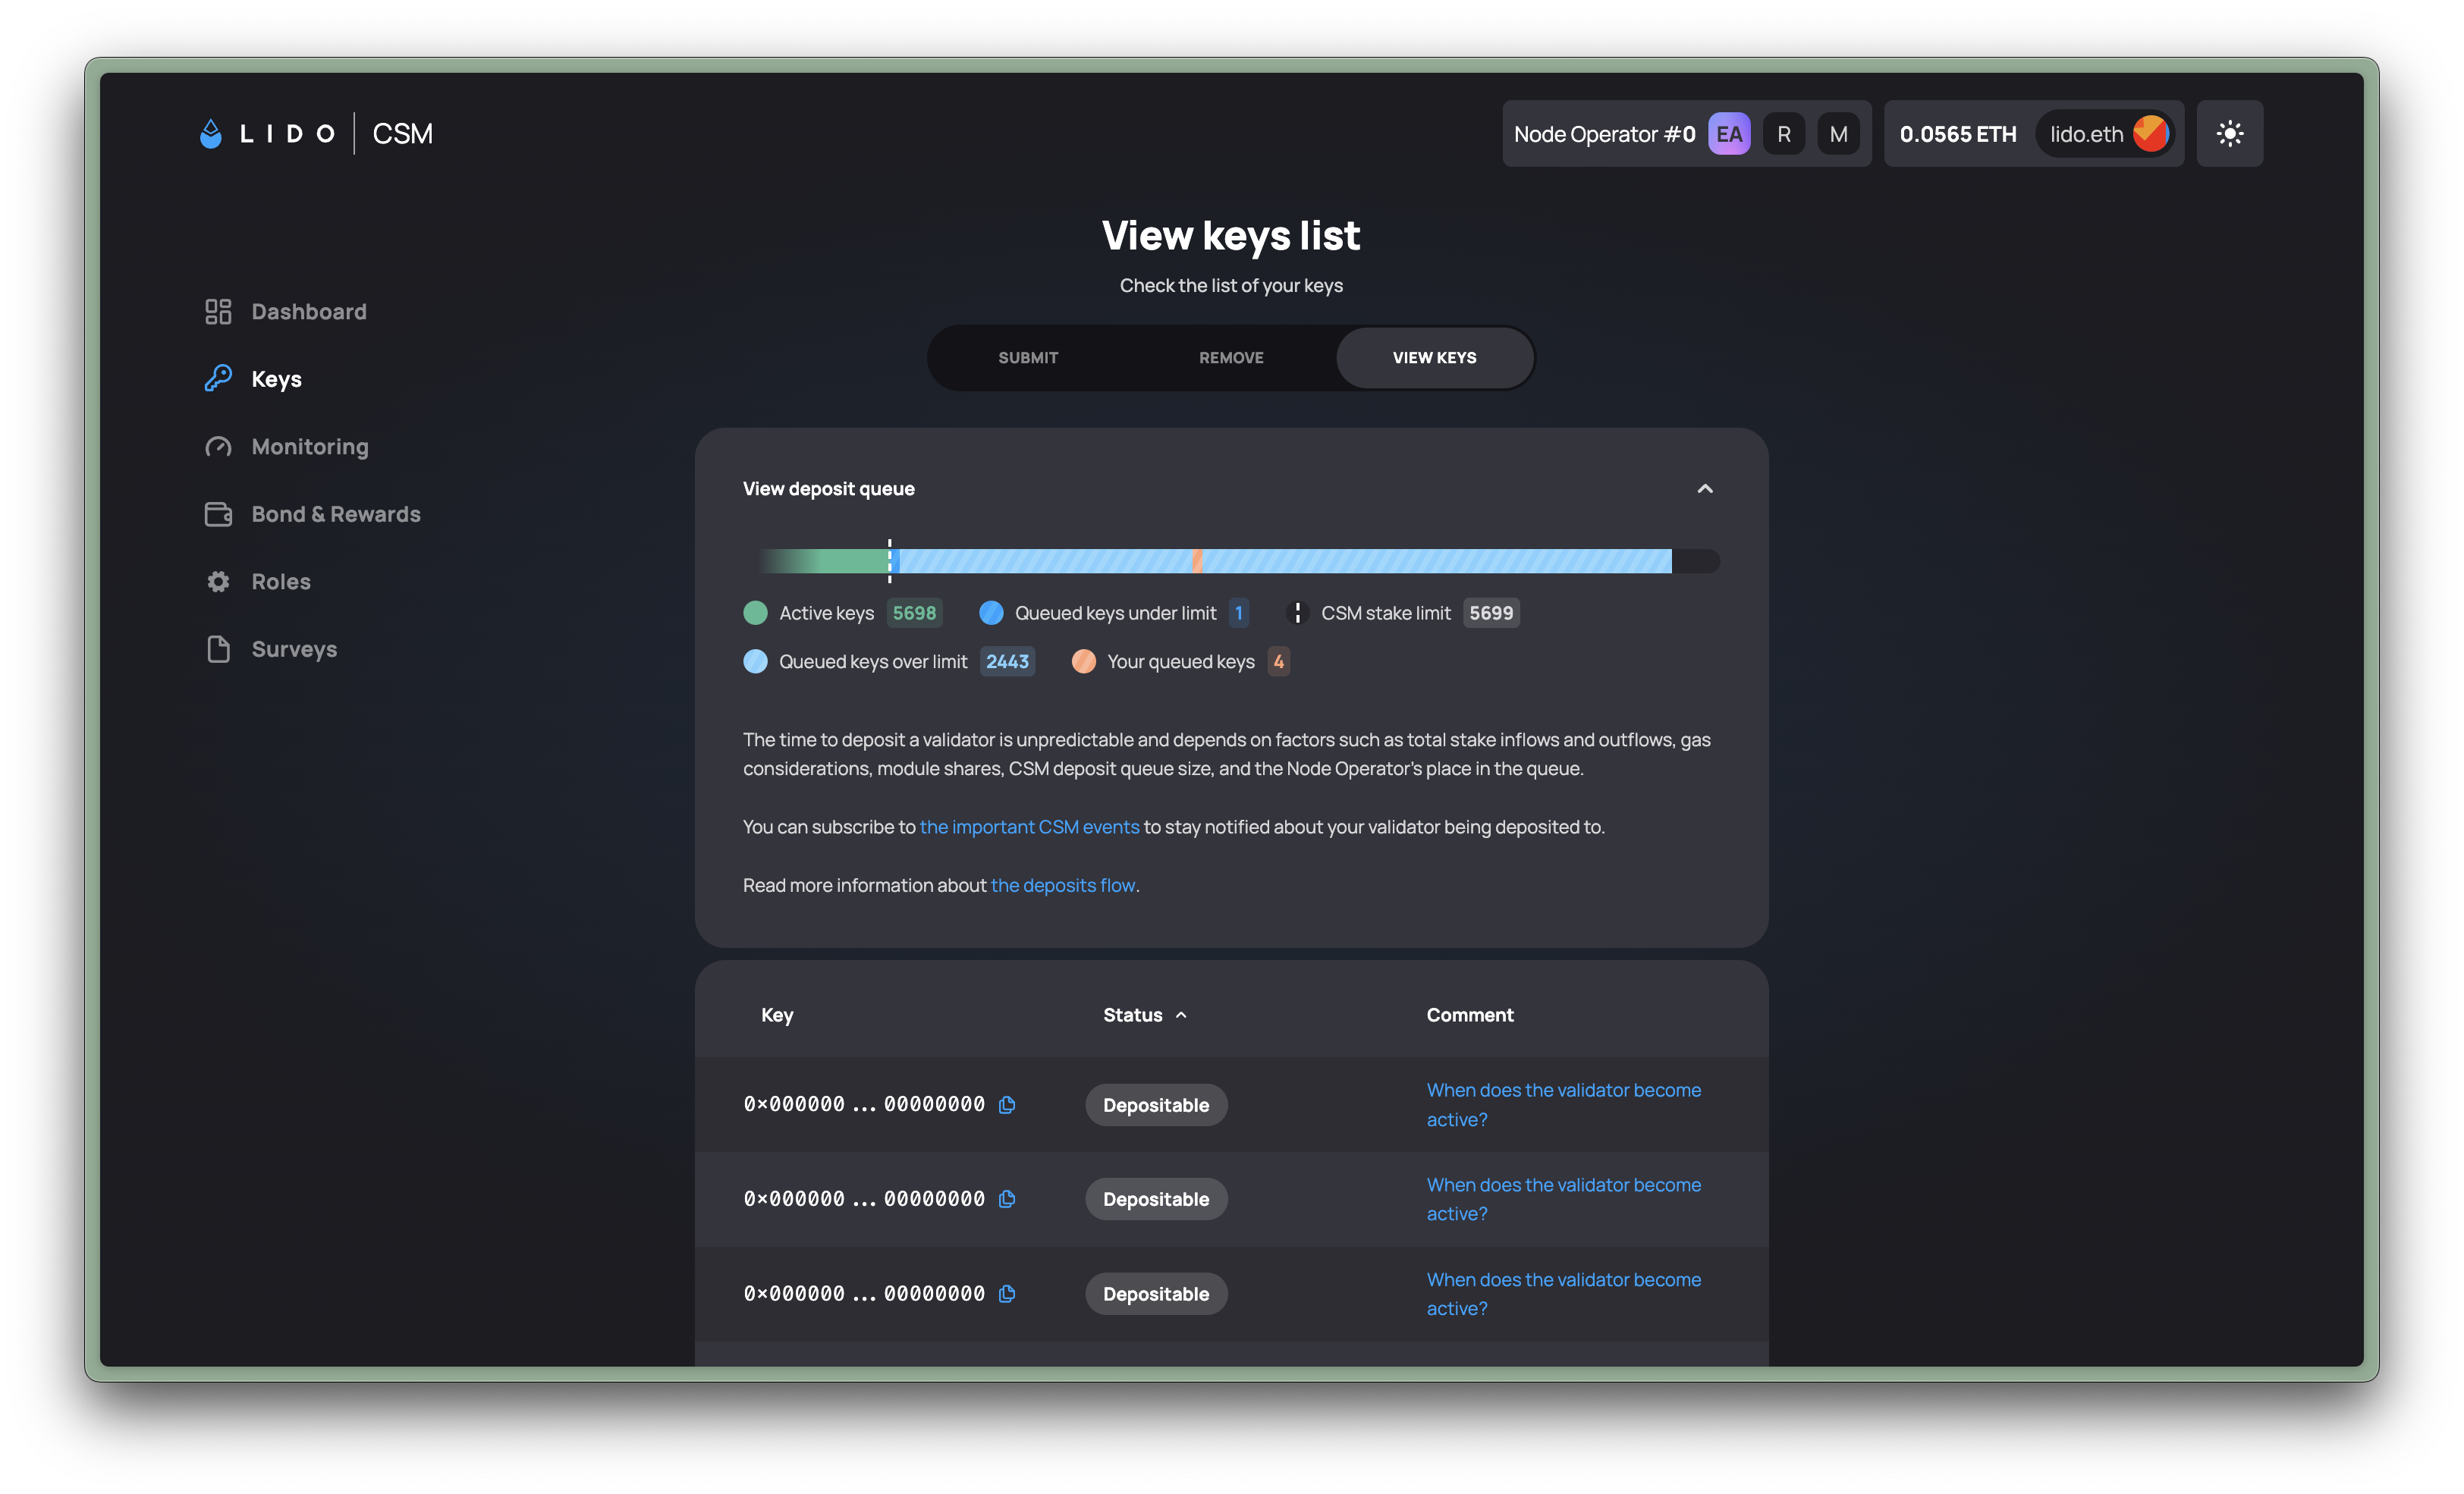 LIDO CSM
Node Operator #0 EA R M
0.0565 ETH lido.eth
View keys list
Check the list of your keys
SUBMIT REMOVE VIEW KEYS
Dashboard
Keys
Monitoring
Bond & Rewards
Roles
Surveys
View deposit queue
Active keys 5698 Queued keys under limit 1 CSM stake limit 5699
Queued keys over limit 2443 Your queued keys 4
The time to deposit a validator is unpredictable and depends on factors such as total stake inflows and outflows, gas
considerations, module shares, CSM deposit queue size, and the Node Operator's place in the queue.
You can subscribe to the important CSM events to stay notified about your validator being deposited to.
Read more information about the deposits flow.
Key Status Comment
0×000000 ... 00000000 Depositable When does the validator become
active?
0×000000 ... 00000000 Depositable When does the validator become
active?
0×000000 ... 00000000 Depositable When does the validator become
active?